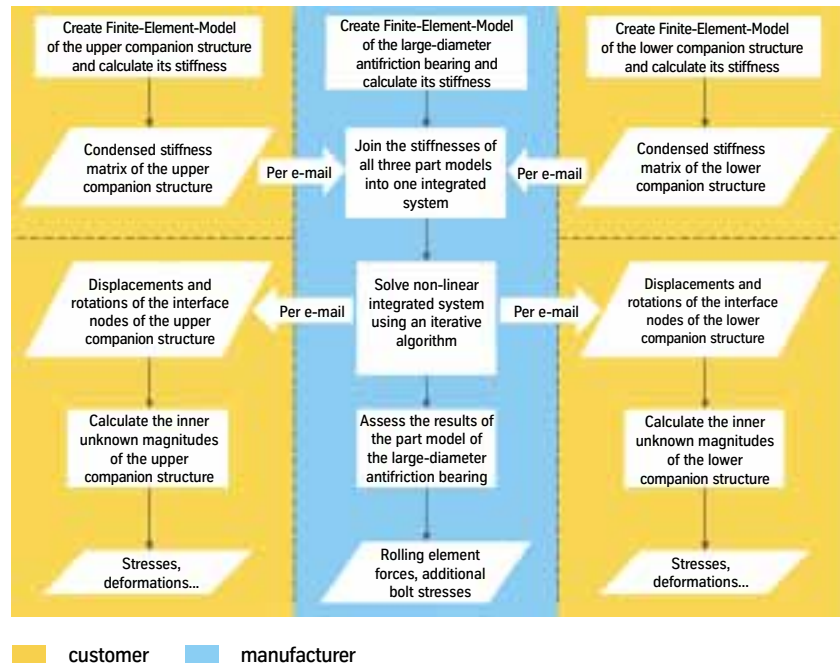 Create Finite-Element-Model
of the upper companion structure
and calculate its stiffness
Create Finite-Element-Model
of the large-diameter
antifriction bearing and
calculate its stiffness
Create Finite-Element-Model
of the lower companion structure
and calculate its stiffness
Condensed stiffness
matrix of the upper
companion structure
Per e-mail
Join the stiffnesses of
all three part models
into one integrated
system
Per e-mail
Condensed stiffness
matrix of the lower
companion structure
Displacements and
rotations of the interface
nodes of the upper
companion structure
Per e-mail
Solve non-linear
integrated system
using an iterative
algorithm
Per e-mail
Displacements and
rotations of the interface
nodes of the lower
companion structure
Calculate the inner
unknown magnitudes
of the upper
companion structure
Assess the results of
the part model of
the large-diameter
antifriction bearing
Calculate the inner
unknown magnitudes
of the lower
companion structure
Stresses,
deformations...
Rolling element
forces, additional
bolt stresses
Stresses,
deformations...
customer
manufacturer